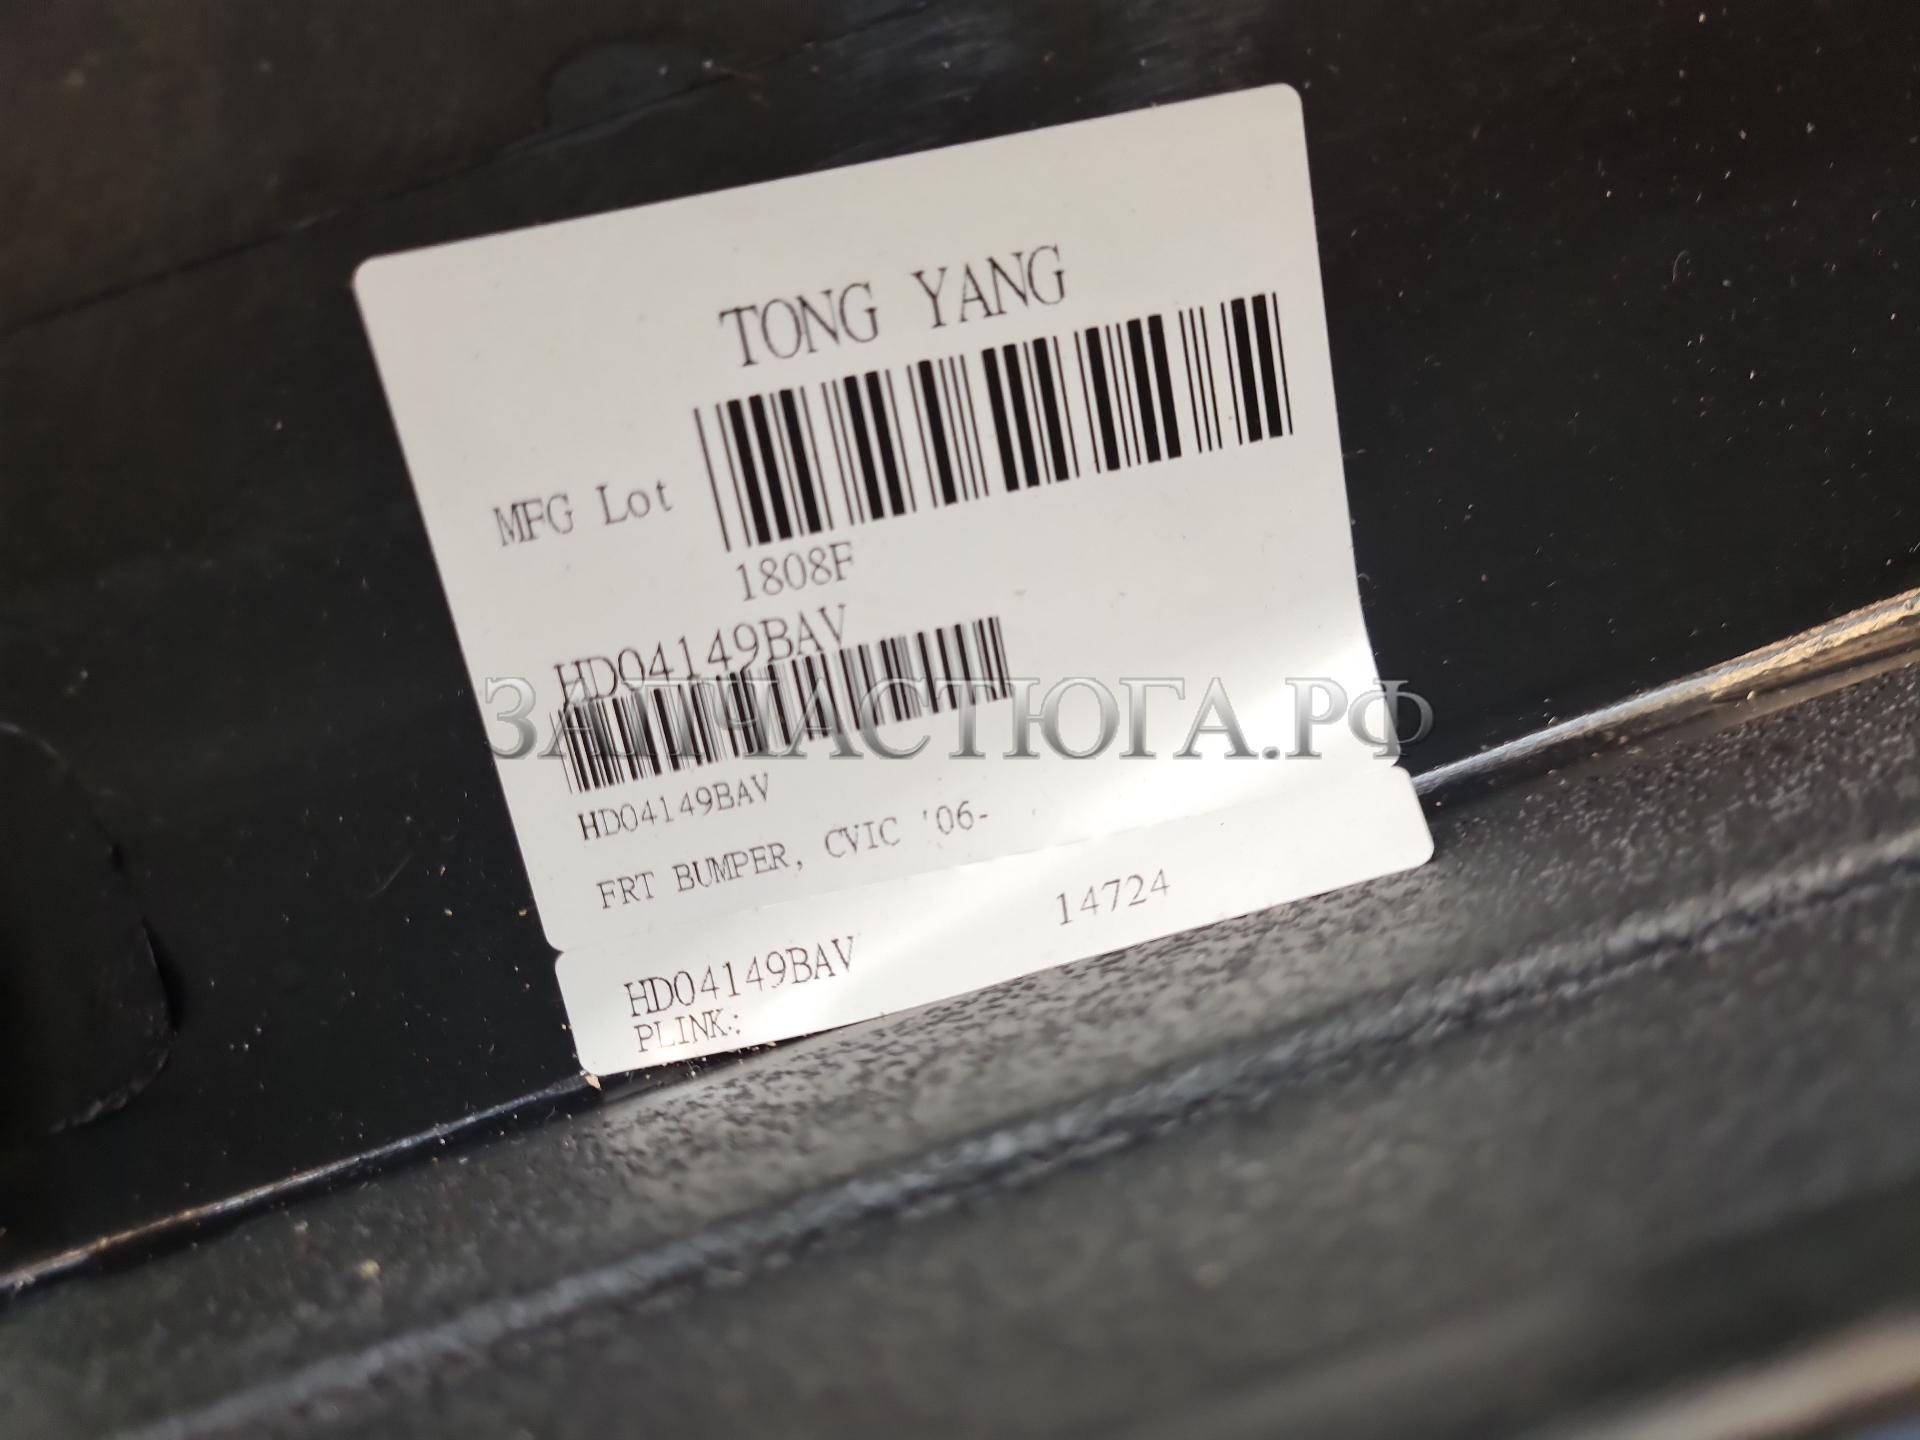 TONG YANG
MFG Lot
1808F
HD04149BAV
ЗАПЧАСТЮГА.РФ
HD04149BAV
FRT BUMPER, CVIC '06-
HD04149BAV 14724
PLINK: